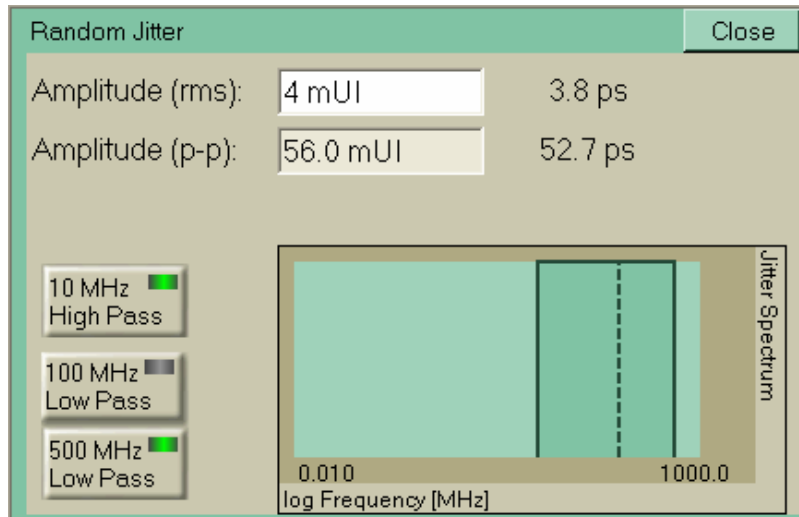 Random Jitter Close
Amplitude (rms): 4 mUI 3.8 ps
Amplitude (p-p): 56.0 mUI 52.7 ps
10 MHz
High Pass
100 MHz
Low Pass
500 MHz
Low Pass
Jitter Spectrum
0.010 1000.0
log Frequency [MHz]